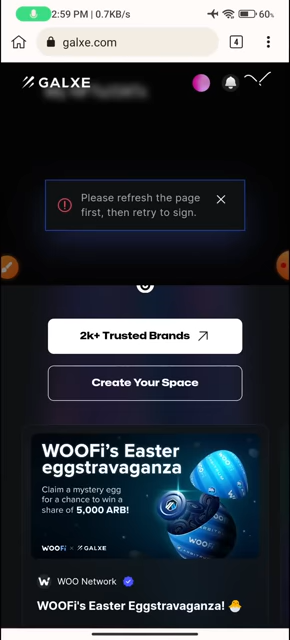 2:59 PM | 0.7KB/s
60%
galxe.com
4
GALXE
Please refresh the page
first, then retry to sign.
2k+ Trusted Brands
Create Your Space
WOOFi's Easter
eggstravaganza
Claim a mystery egg
for a chance to win a
share of 5,000 ARB!
WOOFi × GALXE
WOO Network
WOOFi's Easter Eggstravaganza! 🐣